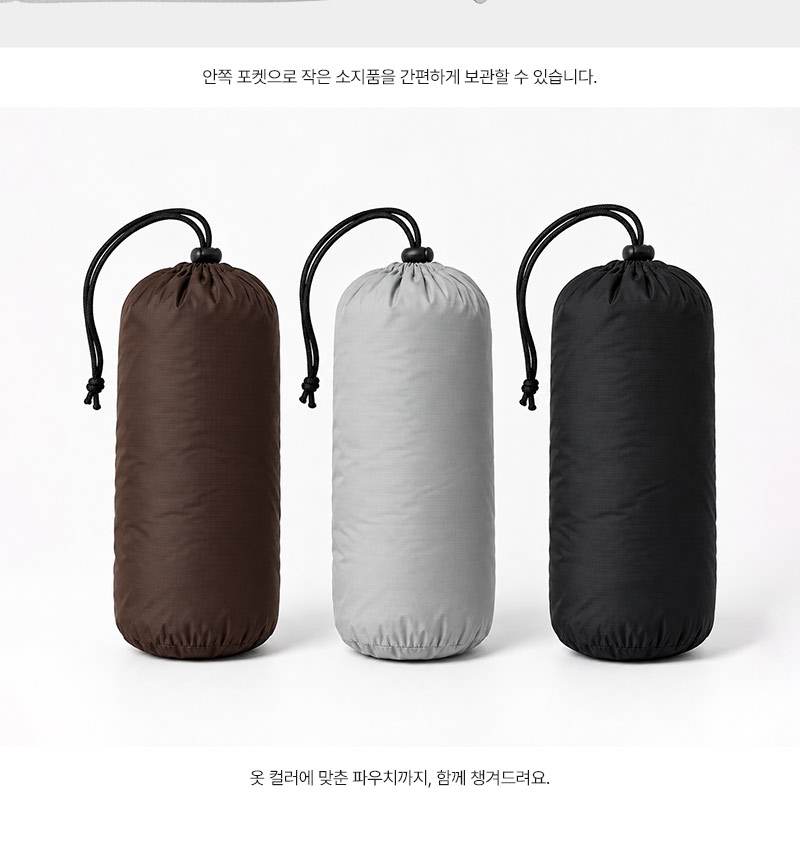 안쪽 포켓으로 작은 소지품을 간편하게 보관할 수 있습니다.
옷 컬러에 맞춘 파우치까지, 함께 챙겨드려요.